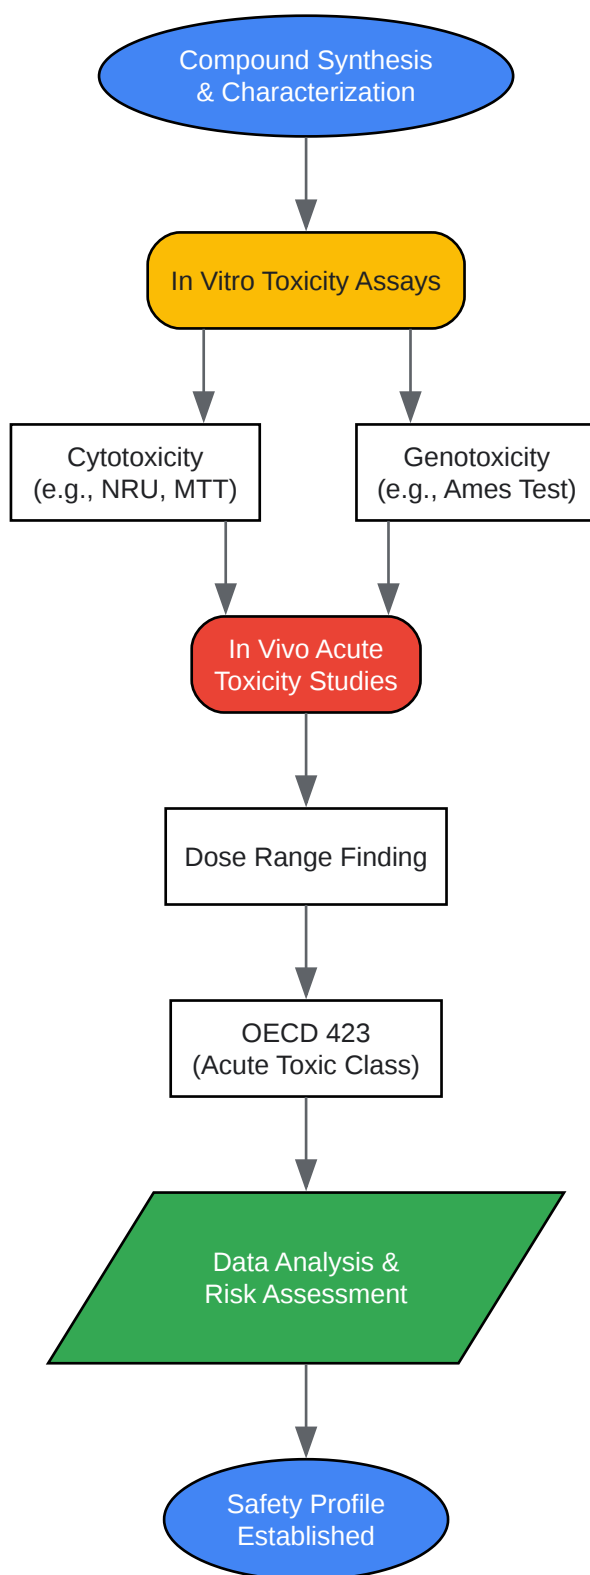 Compound Synthesis
& Characterization
In Vitro Toxicity Assays
Cytotoxicity
(e.g., NRU, MTT)
Genotoxicity
(e.g., Ames Test)
In Vivo Acute
Toxicity Studies
Dose Range Finding
OECD 423
(Acute Toxic Class)
Data Analysis &
Risk Assessment
Safety Profile
Established